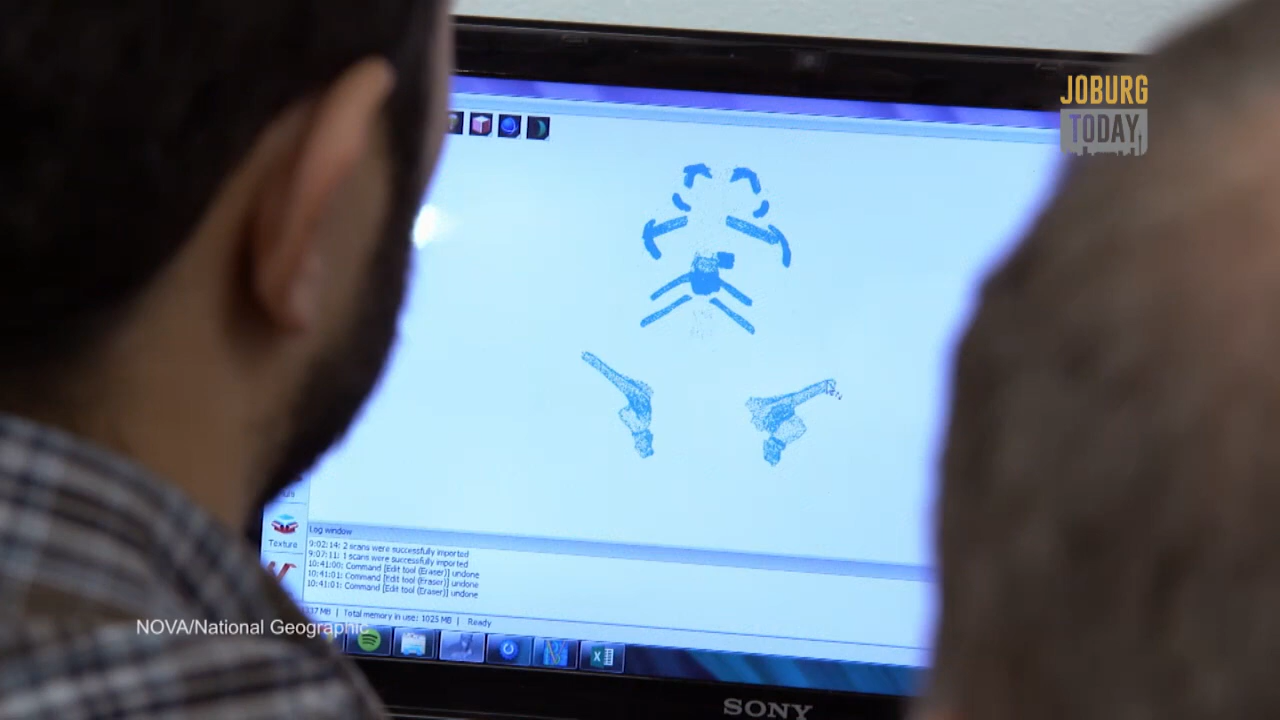 JOBURG
TODAY
Texture
Log window
9:02:14: 2 scans were successfully imported
9:07:11: 1 scans were successfully imported
10:41:00: Command [Edit tool (Eraser)] undone
10:41:01: Command [Edit tool (Eraser)] undone
10:41:01: Command [Edit tool (Eraser)] undone
MB | Total memory in use: 1025 MB | Ready
NOVA/National Geographic
SONY